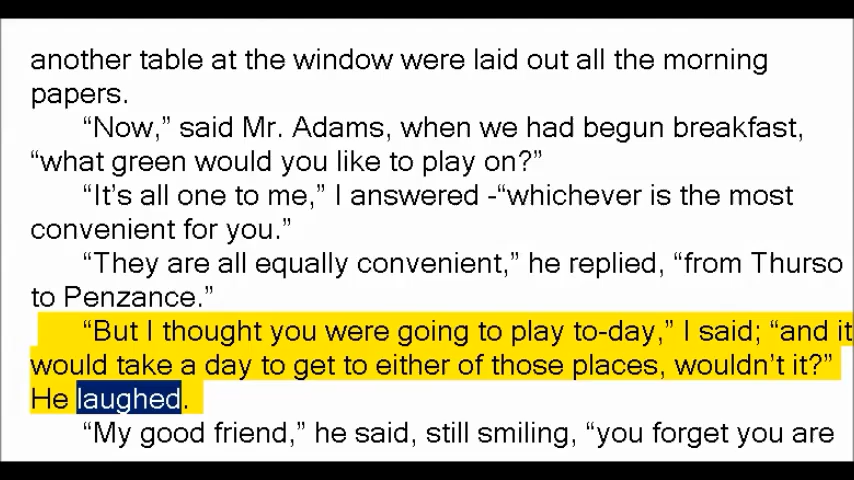 another table at the window were laid out all the morning
papers.
“Now,” said Mr. Adams, when we had begun breakfast,
“what green would you like to play on?”
“It’s all one to me,” I answered -“whichever is the most
convenient for you.”
“They are all equally convenient,” he replied, “from Thurso
to Penzance.”
“But I thought you were going to play to-day,” I said; “and it
would take a day to get to either of those places, wouldn’t it?”
He laughed.
“My good friend,” he said, still smiling, “you forget you are